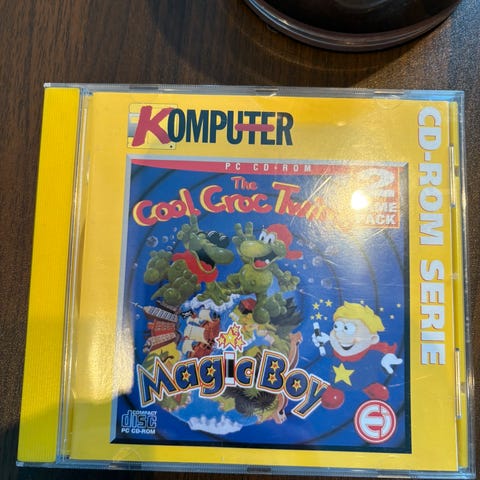 KOMPUTER
CD-ROM SERIE
PC CD-ROM
2
GAME
PACK
The
Cool Croc Twins
Magic Boy
COMPACT
disc
PC CD-ROM